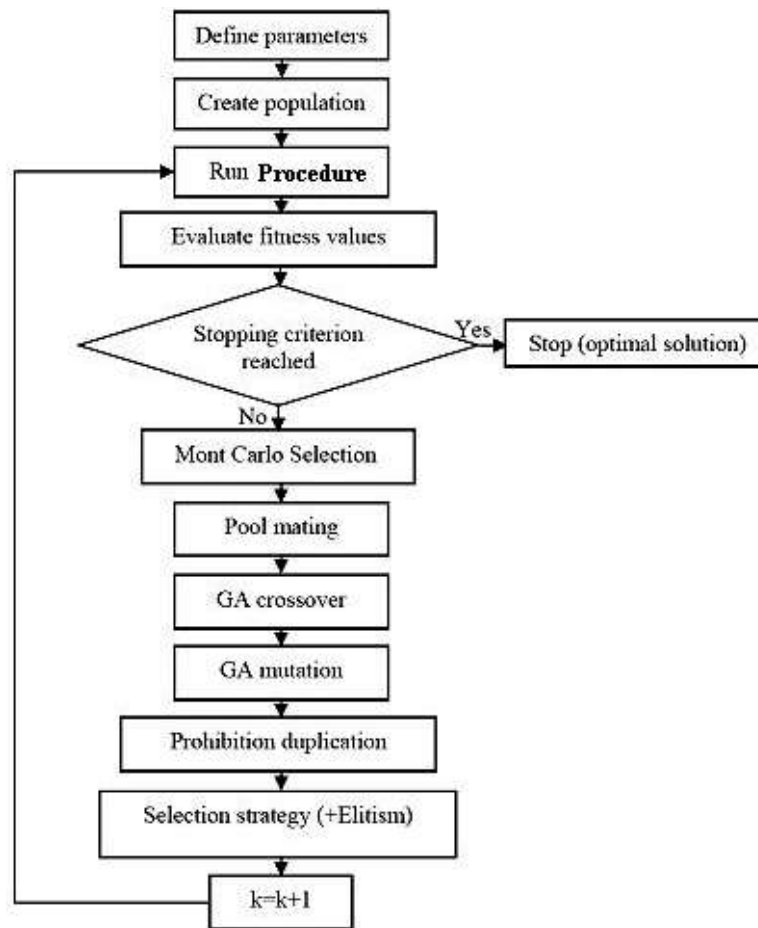 Define parameters
Create population
Run Procedure
Evaluate fitness values
Stopping criterion
reached
Yes
Stop (optimal solution)
No
Mont Carlo Selection
Pool mating
GA crossover
GA mutation
Prohibition duplication
Selection strategy (+Elitism)
k=k+1